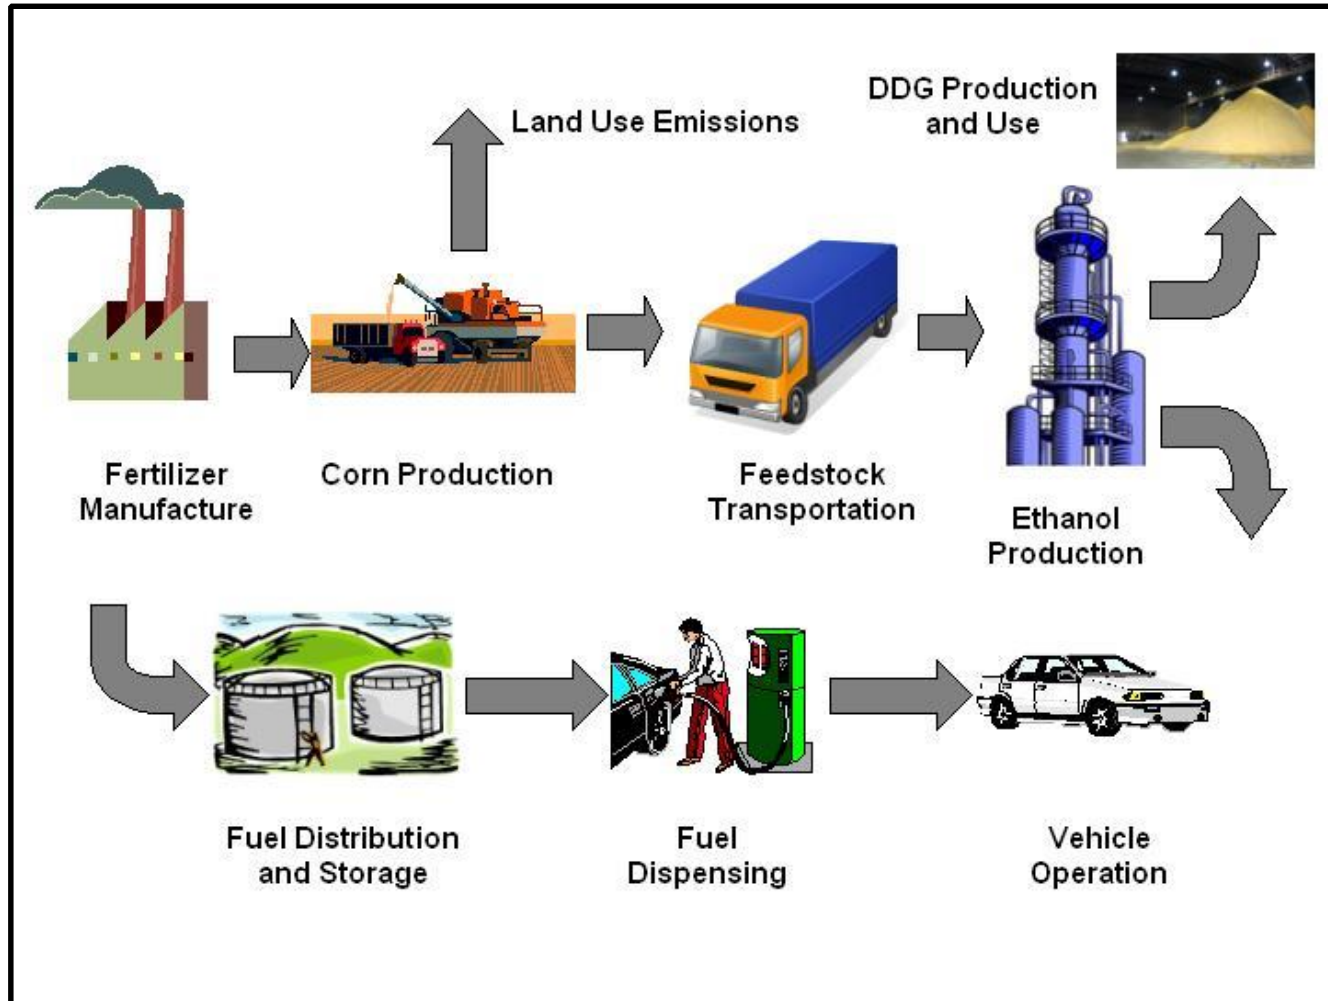 DDG Production
and Use
Land Use Emissions
Fertilizer
Manufacture
Corn Production
Feedstock
Transportation
Ethanol
Production
Fuel Distribution
and Storage
Fuel
Dispensing
Vehicle
Operation